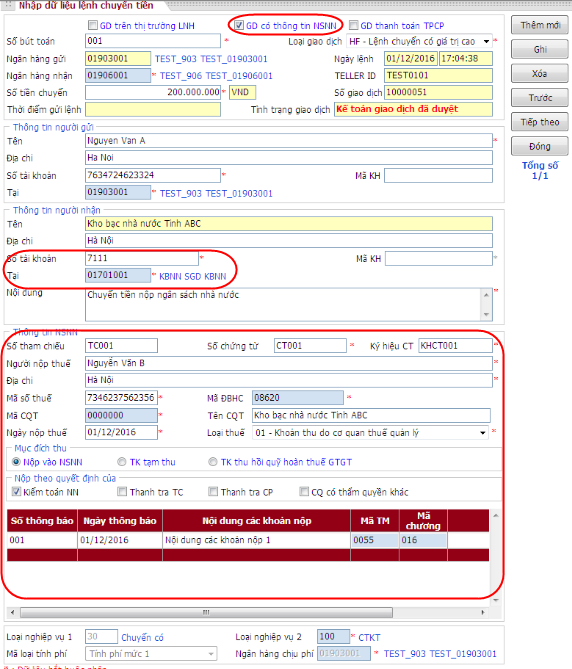 Nhập dữ liệu lệnh chuyển tiền
GD trên thị trường LNH GD có thông tin NSNN GD thanh toán TPCP
Số bút toán 001 * Loại giao dịch HF - Lệnh chuyển có giá trị cao *
Ngân hàng gửi 01903001 * TEST_903 TEST_01903001 Ngày lệnh 01/12/2016 17:04:38
Ngân hàng nhận 01906001 * TEST_906 TEST_01906001 TELLER ID TEST0101
Số tiền chuyển 200.000.000 * VND Số giao dịch 10000051
Thời điểm gửi lệnh Tình trạng giao dịch Kế toán giao dịch đã duyệt
Thêm mới
Ghi
Xóa
Trước
Tiếp theo
Đóng
Tổng số
1/1
Thông tin người gửi
Tên Nguyen Van A *
Địa chỉ Ha Noi
Số tài khoản 7634724623324 * Mã KH
Tại 01903001 * TEST_903 TEST_01903001
Thông tin người nhận
Tên Kho bạc nhà nước Tỉnh ABC
Địa chỉ Hà Nội
Số tài khoản 7111 * Mã KH *
Tại 01701001 * KBNN SGD KBNN
Nội dung Chuyển tiền nộp ngân sách nhà nước *
Thông tin NSNN
Số tham chiếu TC001 Số chứng từ CT001 * Ký hiệu CT KHCT001 *
Người nộp thuế Nguyễn Văn B *
Địa chỉ Hà Nội *
Mã số thuế 7346237562356 * Mã ĐBHC 08620 *
Mã CQT 0000000 * Tên CQT Kho bạc nhà nước Tỉnh ABC
Ngày nộp thuế 01/12/2016 * Loại thuế 01 - Khoản thu do cơ quan thuế quản lý *
Mục đích thu
Nộp vào NSNN TK tạm thu TK thu hồi quỹ hoàn thuế GTGT
Nộp theo quyết định của
Kiểm toán NN Thanh tra TC Thanh tra CP CQ có thẩm quyền khác
Số thông báo Ngày thông báo Nội dung các khoản nộp Mã TM Mã chương
001 01/12/2016 Nội dung các khoản nộp 1 0055 016
Loại nghiệp vụ 1 30 Chuyển có Loại nghiệp vụ 2 100 * CTKT
Mã loại tính phí Tính phí mức 1 Ngân hàng chịu phí 01903001 * TEST_903 TEST_01903001